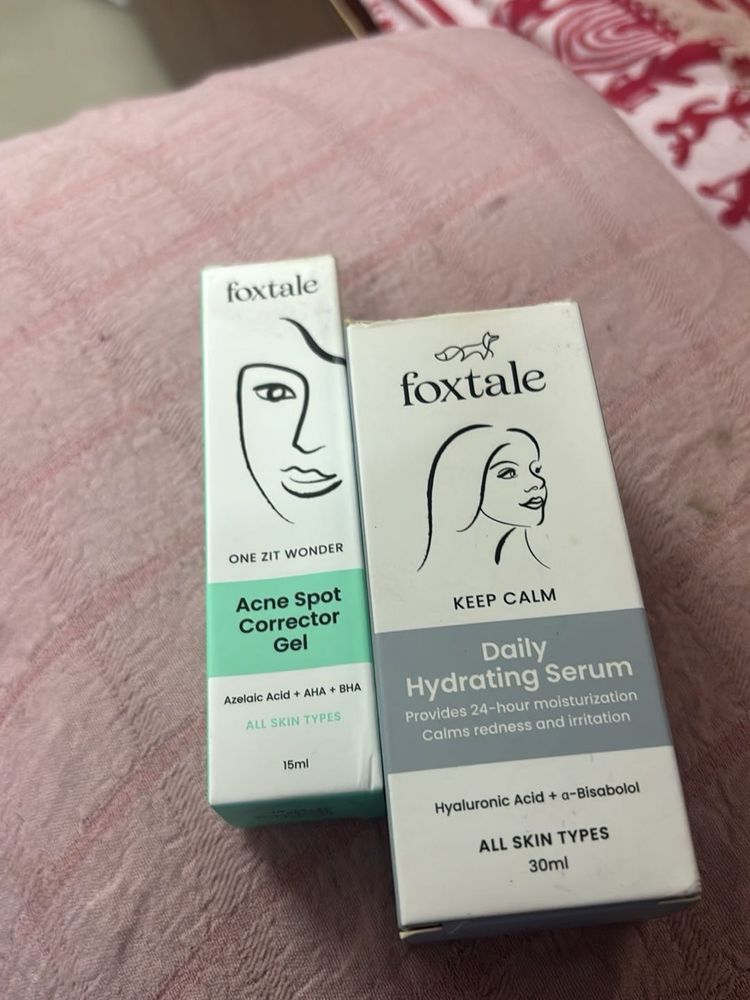 foxtale
ONE ZIT WONDER
Acne Spot
Corrector
Gel
Azelaic Acid + AHA + BHA
ALL SKIN TYPES
15ml
foxtale
KEEP CALM
Daily
Hydrating Serum
Provides 24-hour moisturization
Calms redness and irritation
Hyaluronic Acid + α-Bisabolol
ALL SKIN TYPES
30ml